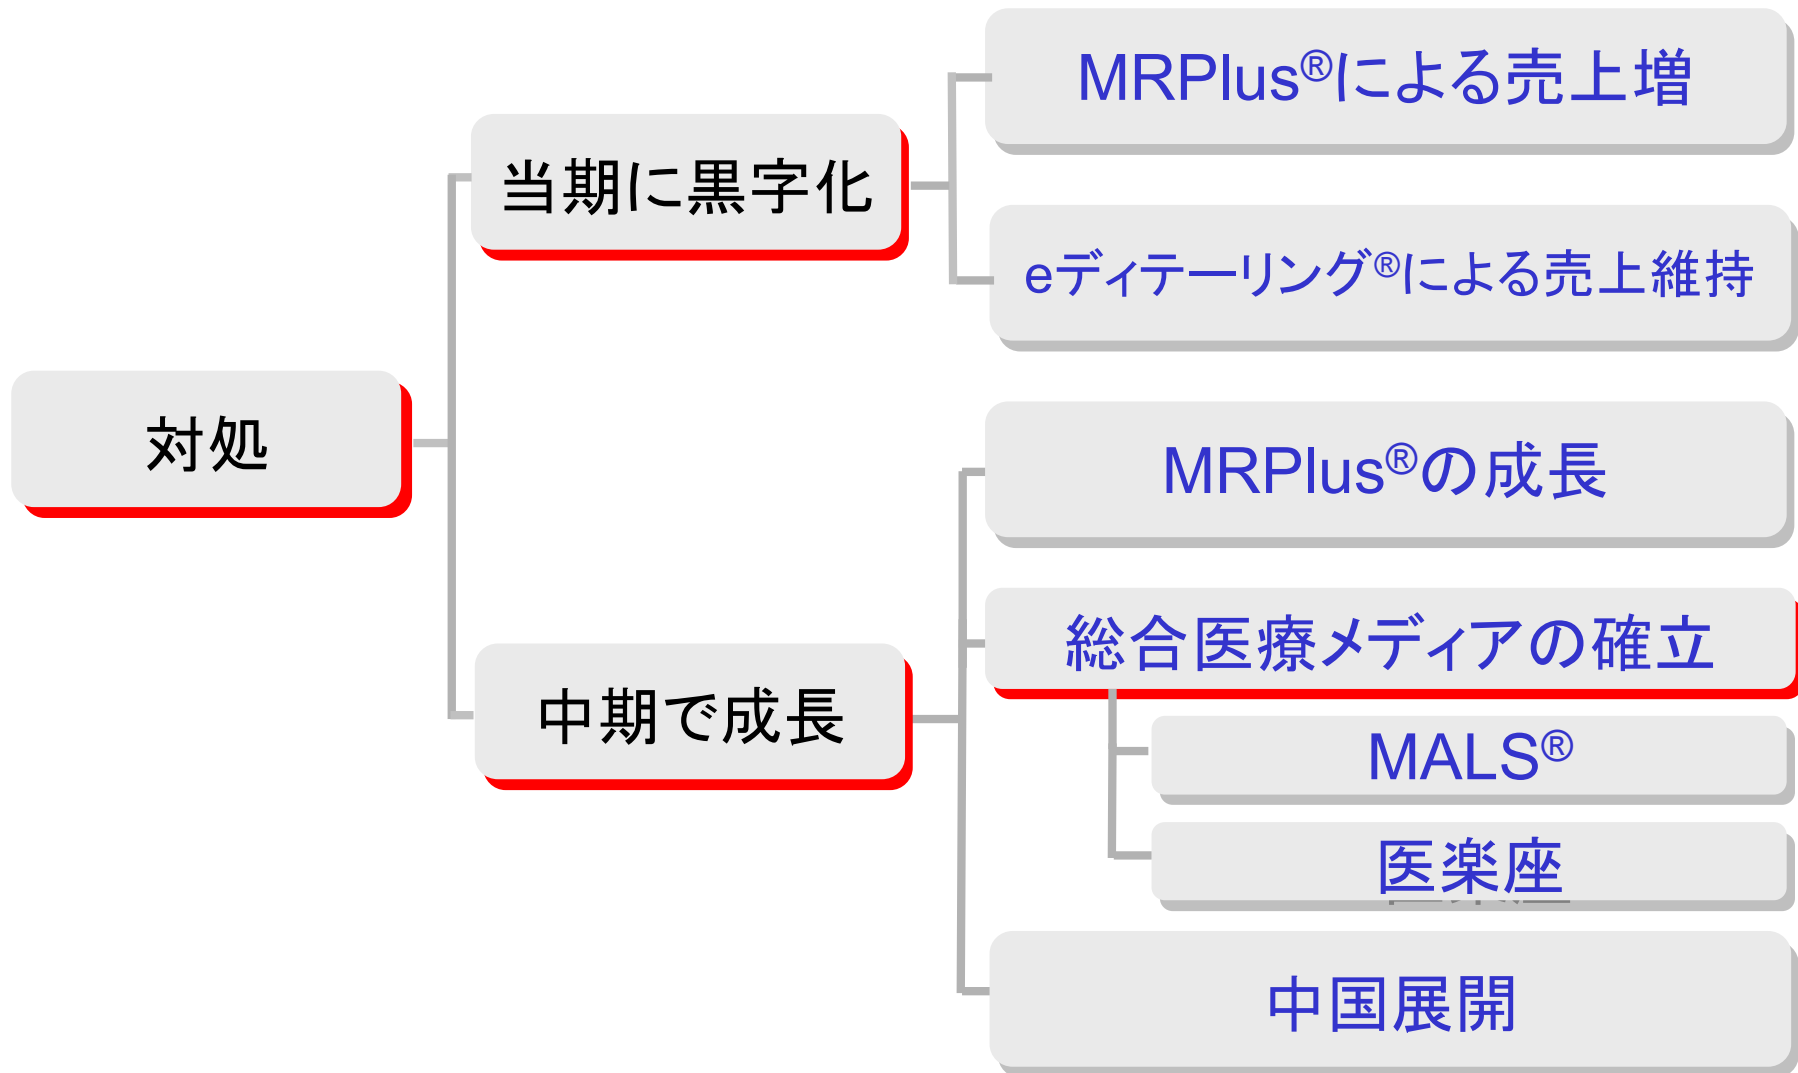 対処
当期に黒字化
MRPlus®による売上増
eディテーリング®による売上維持
中期で成長
MRPlus®の成長
総合医療メディアの確立
MALS®
医楽座
中国展開